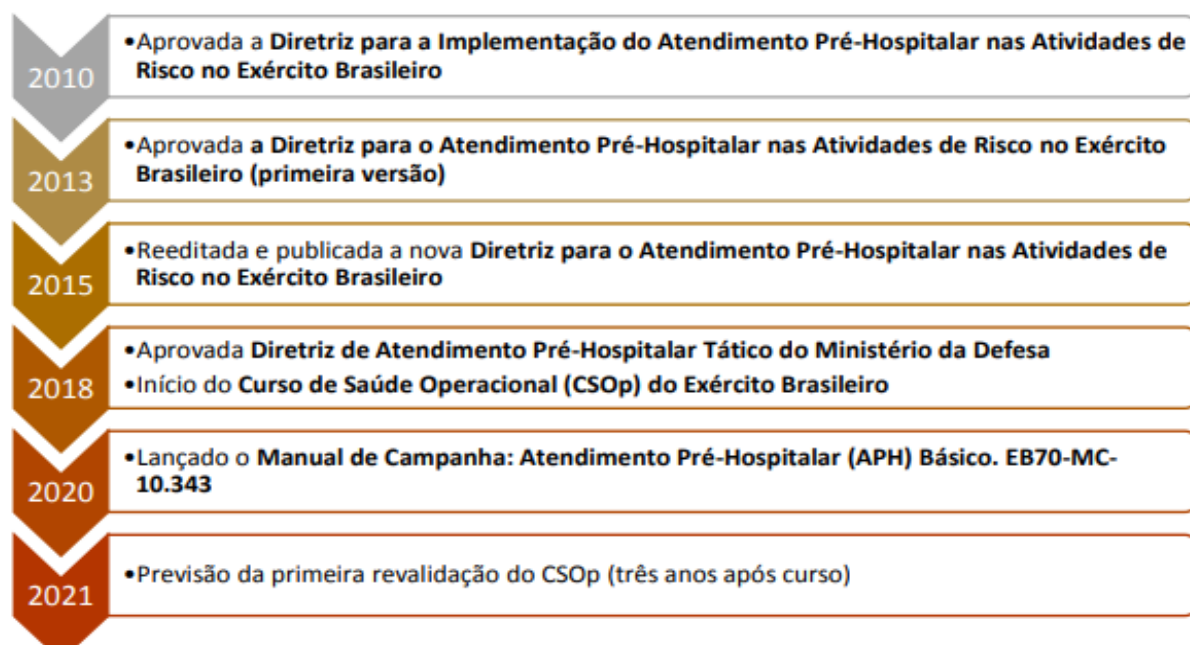 2010
•Aprovada a Diretriz para a Implementação do Atendimento Pré-Hospitalar nas Atividades de
Risco no Exército Brasileiro
2013
•Aprovada a Diretriz para o Atendimento Pré-Hospitalar nas Atividades de Risco no Exército
Brasileiro (primeira versão)
2015
•Reeditada e publicada a nova Diretriz para o Atendimento Pré-Hospitalar nas Atividades de
Risco no Exército Brasileiro
2018
•Aprovada Diretriz de Atendimento Pré-Hospitalar Tático do Ministério da Defesa
•Início do Curso de Saúde Operacional (CSOp) do Exército Brasileiro
2020
•Lançado o Manual de Campanha: Atendimento Pré-Hospitalar (APH) Básico. EB70-MC-
10.343
2021
•Previsão da primeira revalidação do CSOp (três anos após curso)